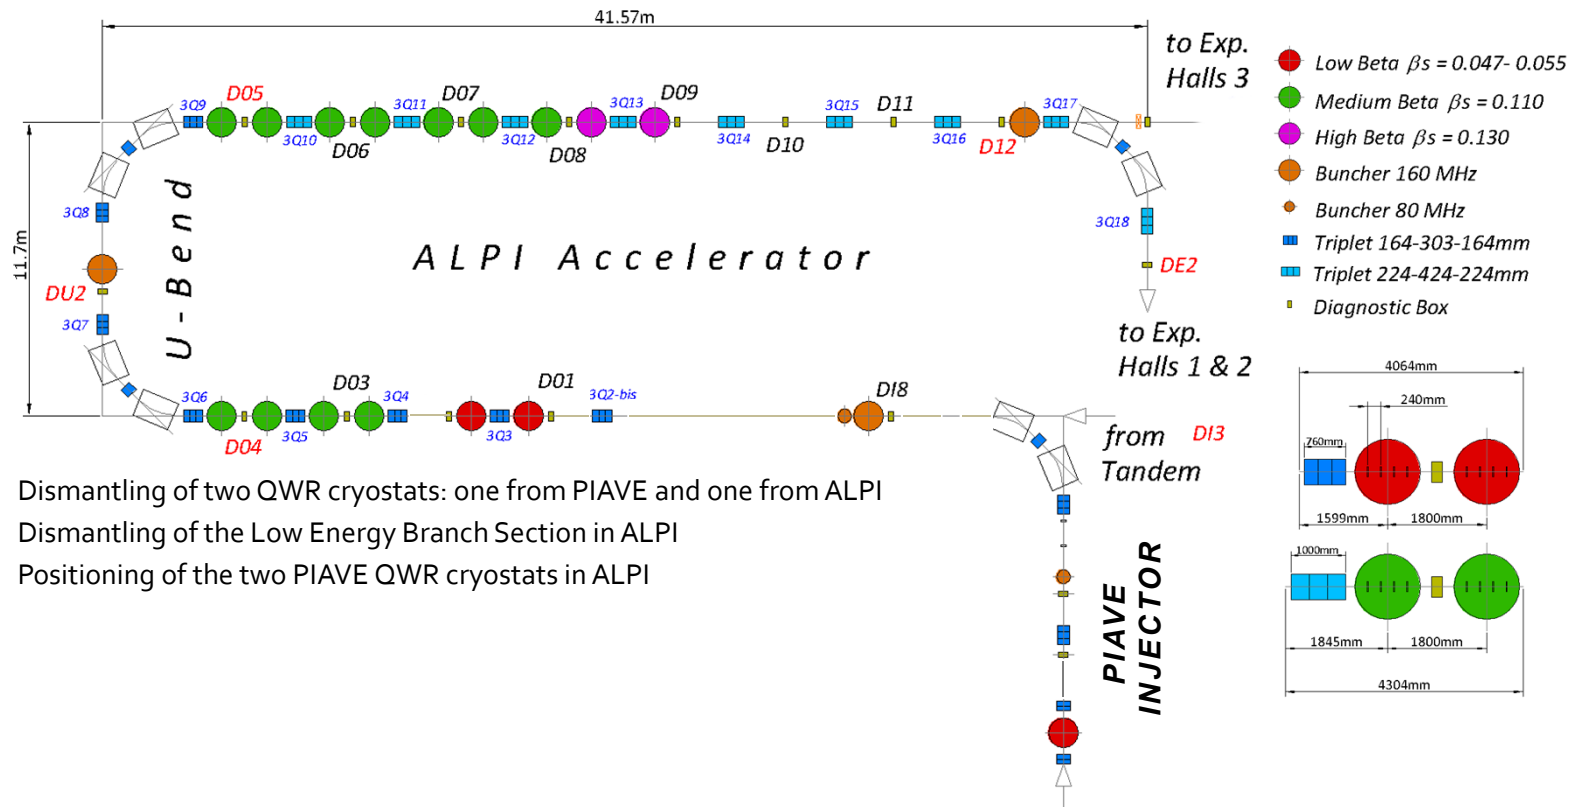 41.57m
to Exp.
Halls 3
3Q9
D05
3Q10
D06
3Q11
D07
3Q12
D08
3Q13
D09
3Q14
D10
3Q15
D11
3Q16
D12
3Q17
Low Beta βs = 0.047- 0.055
Medium Beta βs = 0.110
High Beta βs = 0.130
Buncher 160 MHz
Buncher 80 MHz
Triplet 164-303-164mm
Triplet 224-424-224mm
Diagnostic Box
3Q8
3Q18
11.7m
U-Bend
ALPI Accelerator
DU2
DE2
3Q7
to Exp.
Halls 1 & 2
3Q6
D04
3Q5
D03
3Q4
3Q3
D01
3Q2-bis
DI8
from
Tandem
DI3
4064mm
240mm
760mm
1599mm
1800mm
1000mm
1845mm
1800mm
4304mm
Dismantling of two QWR cryostats: one from PIAVE and one from ALPI
Dismantling of the Low Energy Branch Section in ALPI
Positioning of the two PIAVE QWR cryostats in ALPI
PIAVE
INJECTOR